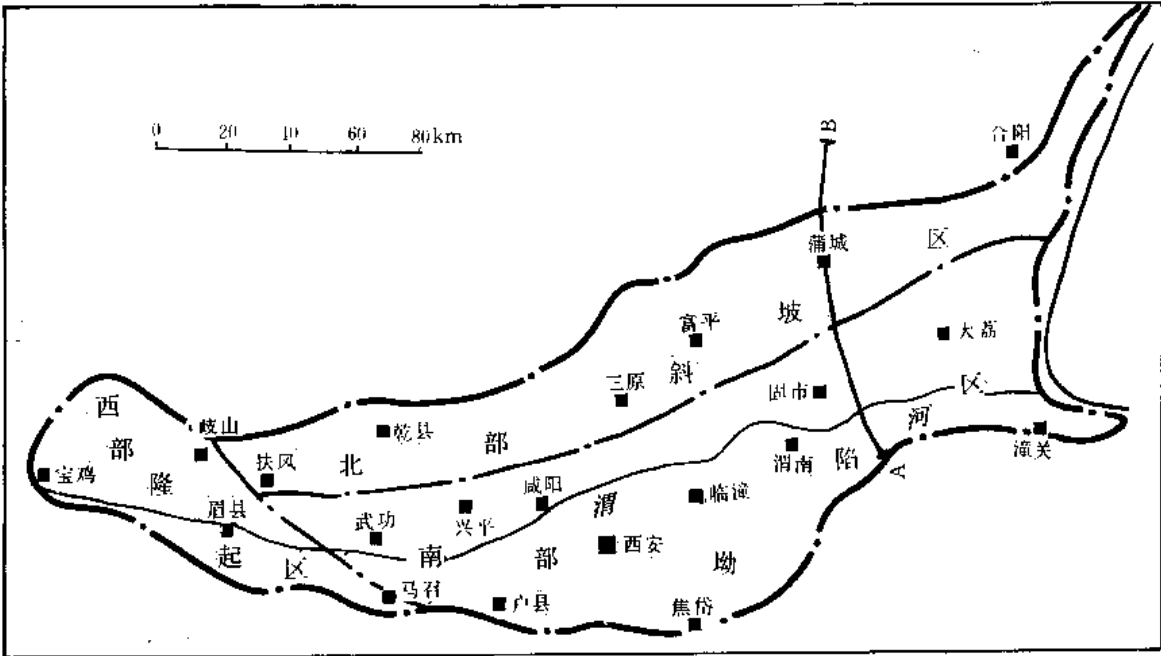 0 20 10 60 80km
B
合阳
蒲城
区
大荔
富平
坡
三原
斜
固市
区
河
西
岐山
乾县
部
部
扶风
北
渭南
陷
A
潼关
宝鸡
隆
咸阳
渭
临潼
眉县
武功
兴平
起
区
南
部
西安
坳
马召
户县
焦岱